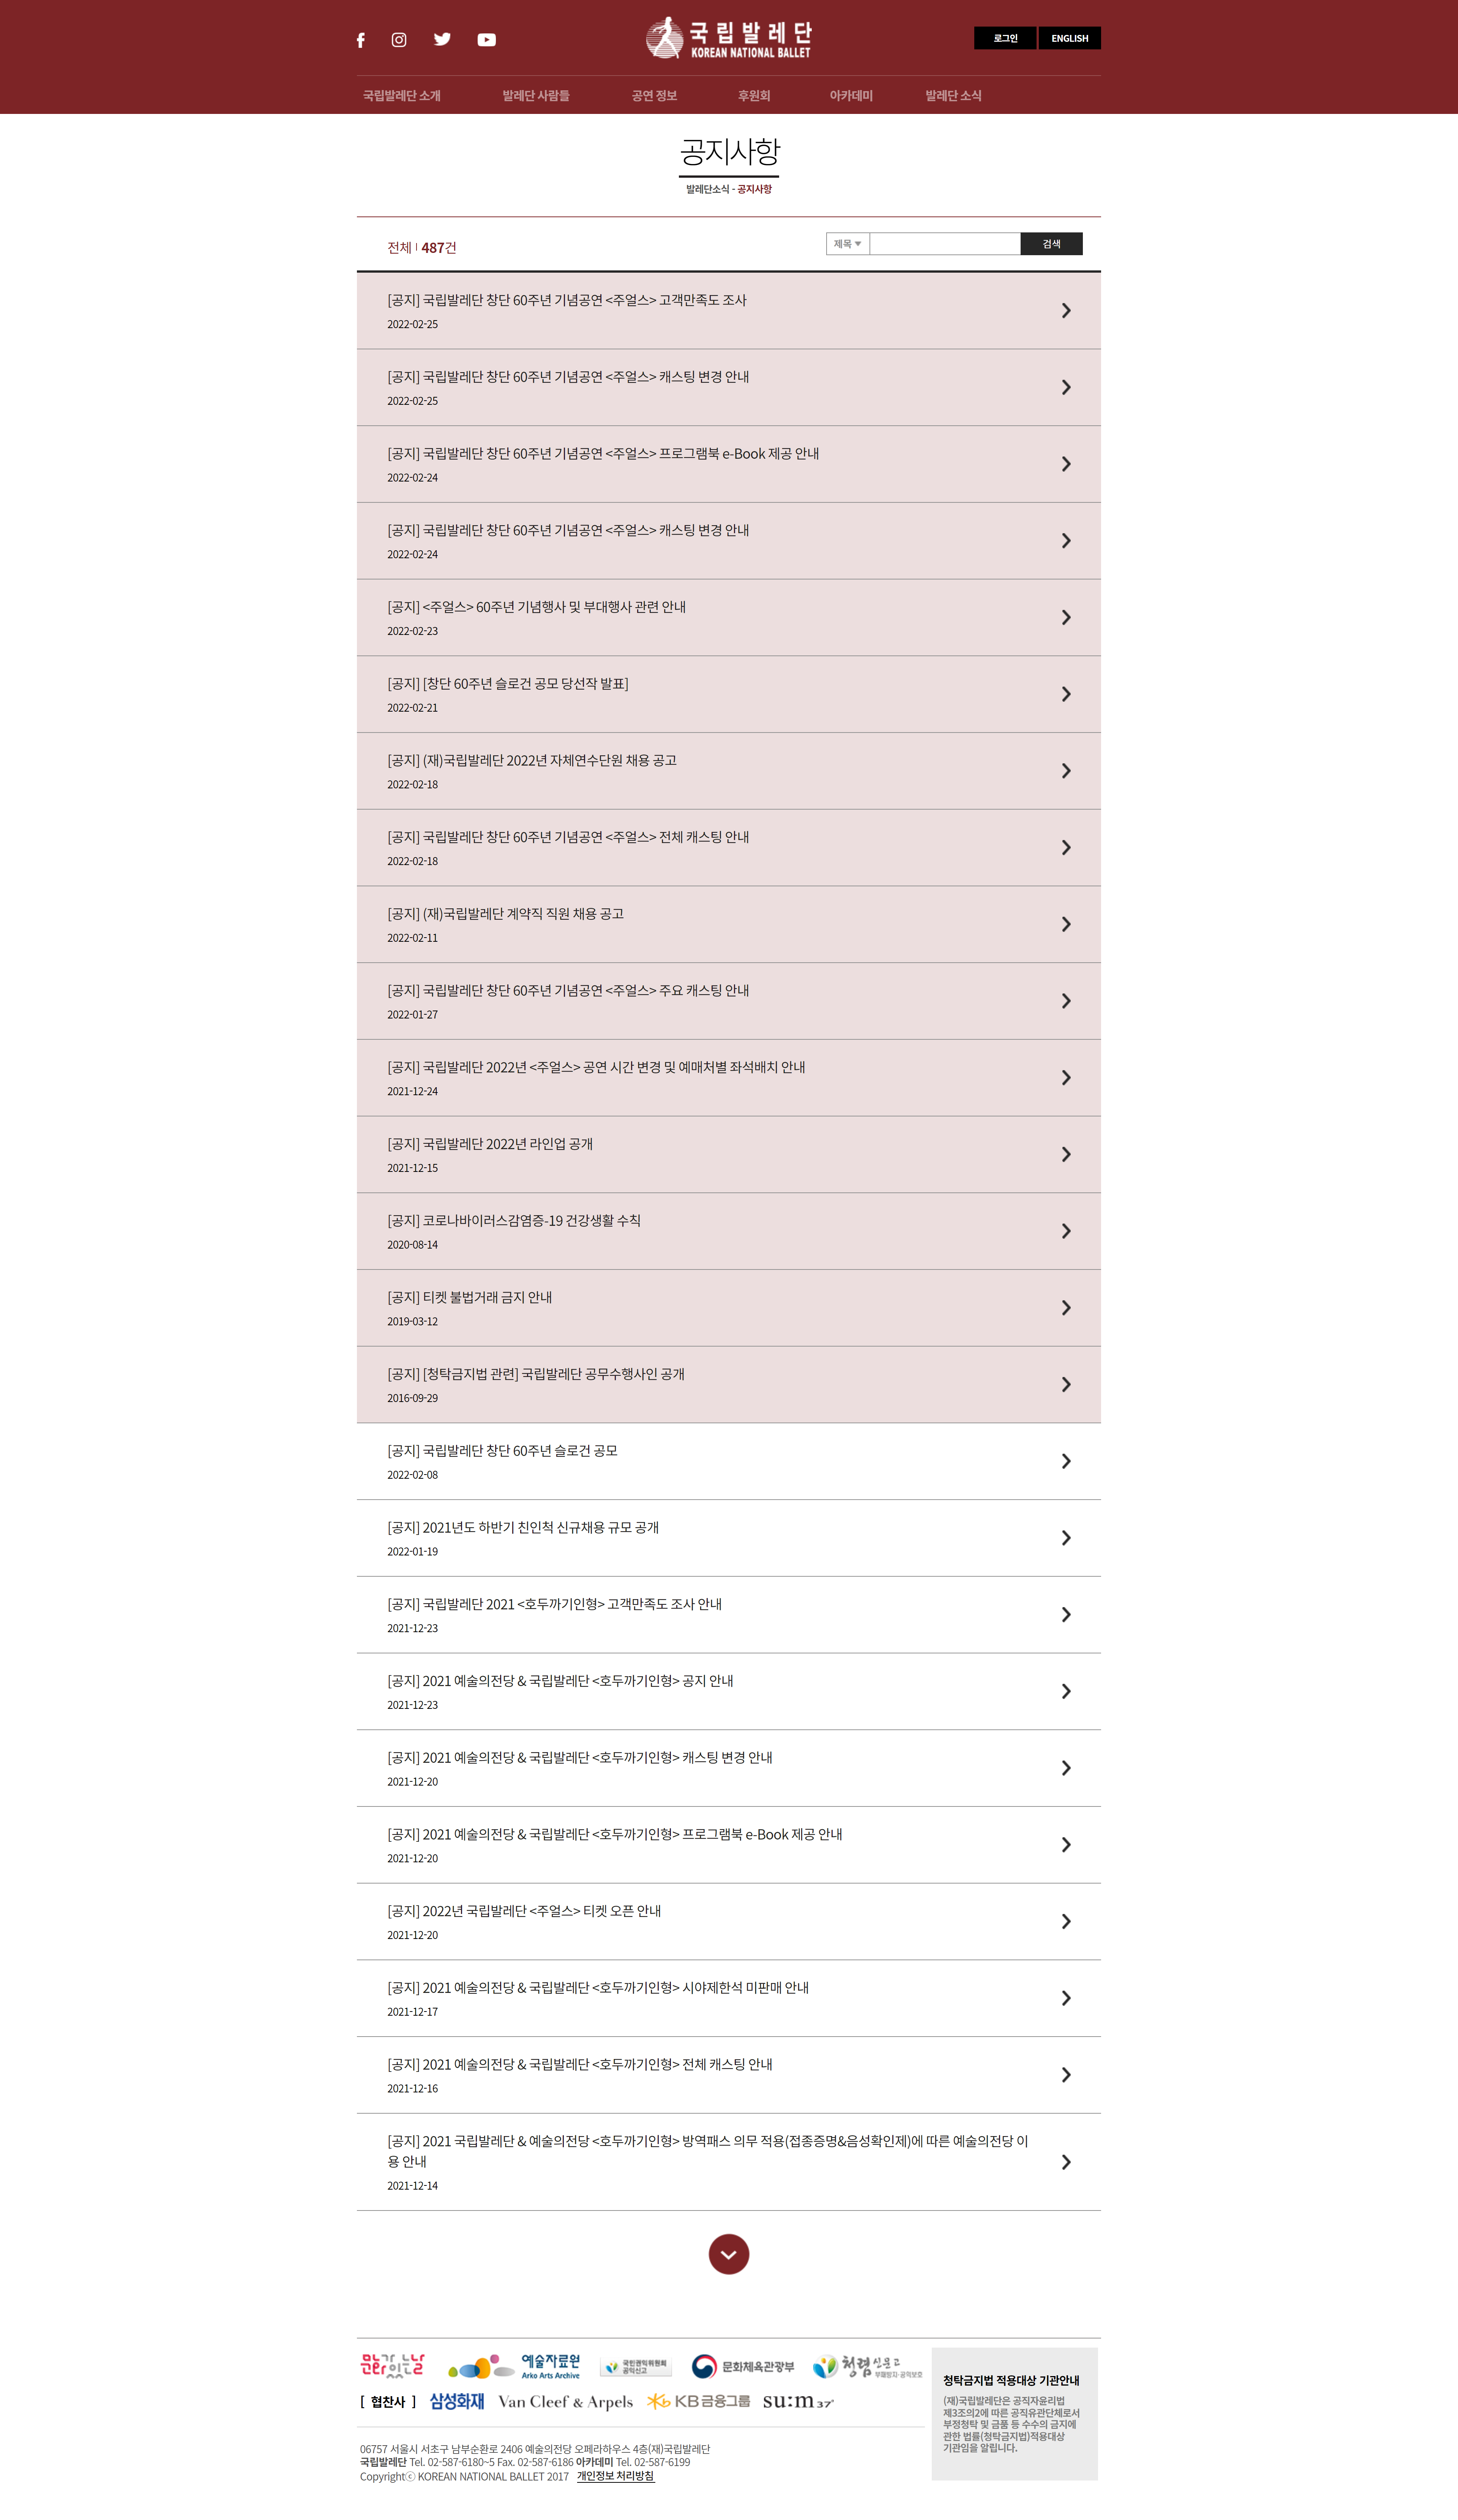 국립발레단
KOREAN NATIONAL BALLET
로그인
ENGLISH
국립발레단 소개
발레단 사람들
공연 정보
후원회
아카데미
발레단 소식
공지사항
발레단소식 - 공지사항
전체 | 487건
제목▼
검색
[공지] 국립발레단 창단 60주년 기념공연 <주얼스> 고객만족도 조사
2022-02-25
[공지] 국립발레단 창단 60주년 기념공연 <주얼스> 캐스팅 변경 안내
2022-02-25
[공지] 국립발레단 창단 60주년 기념공연 <주얼스> 프로그램북 e-Book 제공 안내
2022-02-24
[공지] 국립발레단 창단 60주년 기념공연 <주얼스> 캐스팅 변경 안내
2022-02-24
[공지] <주얼스> 60주년 기념행사 및 부대행사 관련 안내
2022-02-23
[공지] [창단 60주년 슬로건 공모 당선작 발표]
2022-02-21
[공지] (재)국립발레단 2022년 자체연수단원 채용 공고
2022-02-18
[공지] 국립발레단 창단 60주년 기념공연 <주얼스> 전체 캐스팅 안내
2022-02-18
[공지] (재)국립발레단 계약직 직원 채용 공고
2022-02-11
[공지] 국립발레단 창단 60주년 기념공연 <주얼스> 주요 캐스팅 안내
2022-01-27
[공지] 국립발레단 2022년 <주얼스> 공연 시간 변경 및 예매처별 좌석배치 안내
2021-12-24
[공지] 국립발레단 2022년 라인업 공개
2021-12-15
[공지] 코로나바이러스감염증-19 건강생활 수칙
2020-08-14
[공지] 티켓 불법거래 금지 안내
2019-03-12
[공지] [청탁금지법 관련] 국립발레단 공무수행사인 공개
2016-09-29
[공지] 국립발레단 창단 60주년 슬로건 공모
2022-02-08
[공지] 2021년도 하반기 친인척 신규채용 규모 공개
2022-01-19
[공지] 국립발레단 2021 <호두까기인형> 고객만족도 조사 안내
2021-12-23
[공지] 2021 예술의전당 & 국립발레단 <호두까기인형> 공지 안내
2021-12-23
[공지] 2021 예술의전당 & 국립발레단 <호두까기인형> 캐스팅 변경 안내
2021-12-20
[공지] 2021 예술의전당 & 국립발레단 <호두까기인형> 프로그램북 e-Book 제공 안내
2021-12-20
[공지] 2022년 국립발레단 <주얼스> 티켓 오픈 안내
2021-12-20
[공지] 2021 예술의전당 & 국립발레단 <호두까기인형> 시야제한석 미판매 안내
2021-12-17
[공지] 2021 예술의전당 & 국립발레단 <호두까기인형> 전체 캐스팅 안내
2021-12-16
[공지] 2021 국립발레단 & 예술의전당 <호두까기인형> 방역패스 의무 적용(접종증명&음성확인제)에 따른 예술의전당 이
용 안내
2021-12-14
문화가 있는 날
예술자료원
Arko Arts Archive
국민권익위원회
공익신고
문화체육관광부
청렴신문고
부패방지·공익보호
[ 협찬사 ]
삼성화재
Van Cleef & Arpels
KB금융그룹
su:m37°
06757 서울시 서초구 남부순환로 2406 예술의전당 오페라하우스 4층(재)국립발레단
국립발레단 Tel. 02-587-6180~5 Fax. 02-587-6186 아카데미 Tel. 02-587-6199
Copyrightⓒ KOREAN NATIONAL BALLET 2017 개인정보 처리방침
청탁금지법 적용대상 기관안내
(재)국립발레단은 공직자윤리법
제3조의2에 따른 공직유관단체로서
부정청탁 및 금품 등 수수의 금지에
관한 법률(청탁금지법)적용대상
기관임을 알립니다.